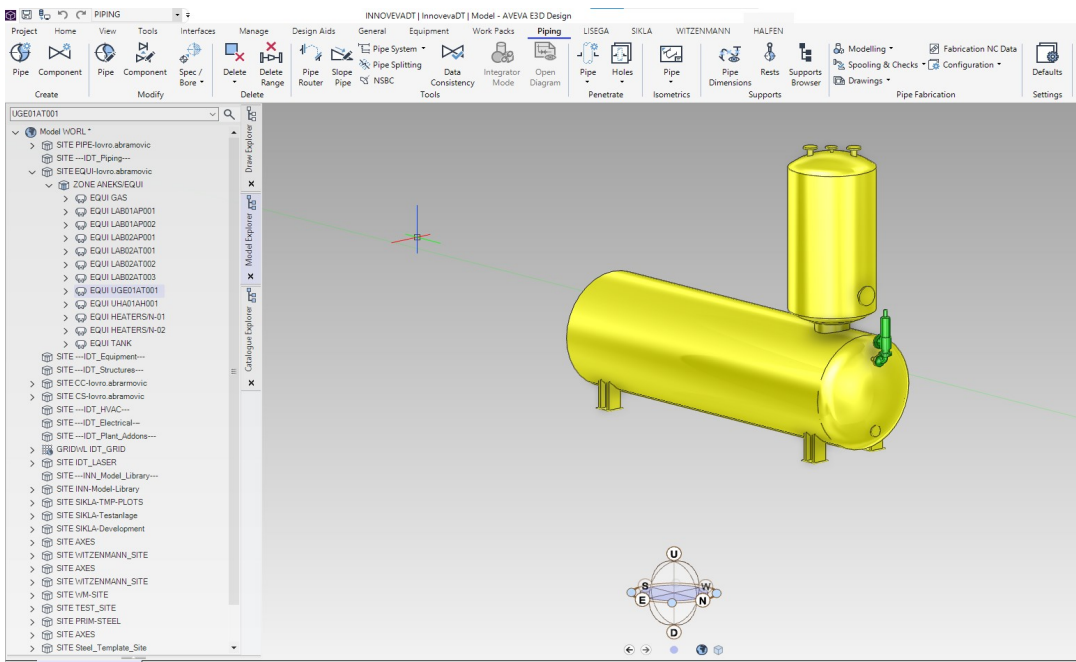 PIPING
INNOVEVADT | InnovevaDT | Model - AVEVA E3D Design
Project Home View Tools Interfaces Manage Design Aids General Equipment Work Packs Piping LISEGA SIKLA WITZENMANN HALFEN
Pipe Component Pipe Component Spec / Bore Delete Delete Range Pipe Router Slope Pipe
Pipe System
Pipe Splitting
NSBC
Data Consistency
Integrator Mode
Open Diagram
Pipe Holes
Pipe
Pipe Dimensions
Rests
Supports Browser
Modelling
Spooling & Checks
Drawings
Fabrication NC Data
Configuration
Defaults
Create Modify Delete Tools Penetrate Isometrics Supports Pipe Fabrication Settings
UGE01AT001
Model WORL *
SITE PIPE-lovro.abramovic
SITE ---IDT_Piping---
SITE EQUI-lovro.abramovic
ZONE ANEKS/EQUI
EQUI GAS
EQUI LAB01AP001
EQUI LAB01AP002
EQUI LAB02AP001
EQUI LAB02AT001
EQUI LAB02AT002
EQUI LAB02AT003
EQUI UGE01AT001
EQUI UHA01AH001
EQUI HEATERS/N-01
EQUI HEATERS/N-02
EQUI TANK
SITE ---IDT_Equipment---
SITE ---IDT_Structures---
SITE CC-lovro.abrarmovic
SITE CS-lovro.abramovic
SITE ---IDT_HVAC---
SITE ---IDT_Electrical---
SITE ---IDT_Plant_Addons---
GRIDWL IDT_GRID
SITE IDT_LASER
SITE ---INN_Model_Library---
SITE INN-Model-Library
SITE SIKLA-TMP-PLOTS
SITE SIKLA-Testanlage
SITE SIKLA-Development
SITE AXES
SITE WITZENMANN_SITE
SITE AXES
SITE WITZENMANN_SITE
SITE WM-SITE
SITE TEST_SITE
SITE PRIM-STEEL
SITE AXES
SITE Steel_Template_Site
Draw Explorer
Model Explorer
Catalogue Explorer
U
S W
E N
D